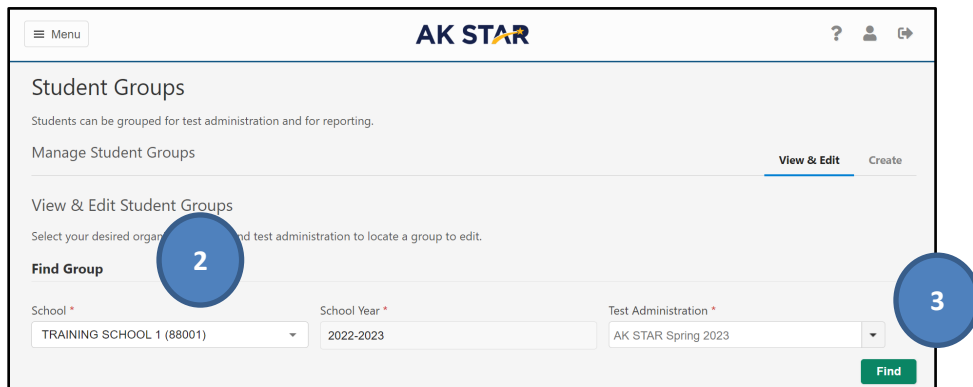 Menu
AK STAR
?
Student Groups
Students can be grouped for test administration and for reporting.
Manage Student Groups
View & Edit
Create
View & Edit Student Groups
Select your desired test administration to locate a group to edit.
2
Find Group
3
School *
School Year *
Test Administration *
TRAINING SCHOOL 1 (88001)
2022-2023
AK STAR Spring 2023
Find